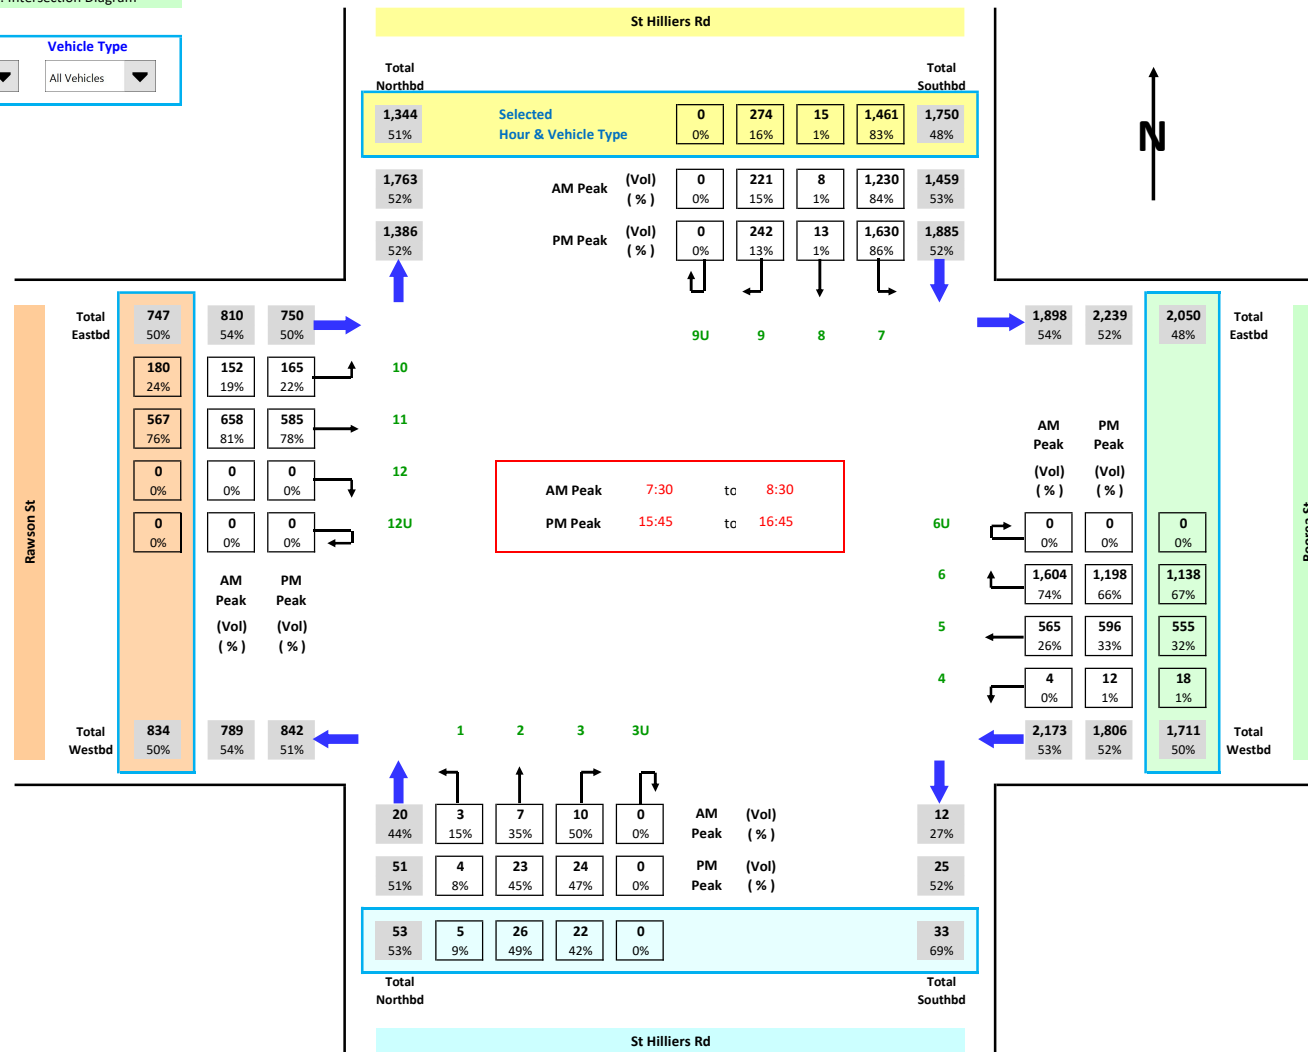 : Intersection Diagram
St Hilliers Rd
Vehicle Type
All Vehicles
Total Northbd
Total Southbd
N
1,344 Selected 0 274 15 1,461 1,750
51% Hour & Vehicle Type 0% 16% 1% 83% 48%
1,763 AM Peak (Vol) 0 221 8 1,230 1,459
52% ( % ) 0% 15% 1% 84% 53%
1,386 PM Peak (Vol) 0 242 13 1,630 1,885
52% ( % ) 0% 13% 1% 86% 52%
9U 9 8 7
Rawson St
Total Eastbd
747 810 750
50% 54% 50%
180 152 165 10
24% 19% 22%
567 658 585 11
76% 81% 78%
0 0 0 12
0% 0% 0%
0 0 0 12U
0% 0% 0%
AM PM
Peak Peak
(Vol) (Vol)
( % ) ( % )
Total Westbd
834 789 842
50% 54% 51%
AM Peak 7:30 to 8:30
PM Peak 15:45 to 16:45
1,898 2,239 2,050 Total
54% 52% 48% Eastbd
AM PM
Peak Peak
(Vol) (Vol)
( % ) ( % )
6U 0 0 0
0% 0% 0%
6 1,604 1,198 1,138
74% 66% 67%
5 565 596 555
26% 33% 32%
4 4 12 18
0% 1% 1%
2,173 1,806 1,711 Total
53% 52% 50% Westbd
1 2 3 3U
20 3 7 10 0 AM (Vol) 12
44% 15% 35% 50% 0% Peak ( % ) 27%
51 4 23 24 0 PM (Vol) 25
51% 8% 45% 47% 0% Peak ( % ) 52%
53 5 26 22 0 33
53% 9% 49% 42% 0% 69%
Total Total
Northbd Southbd
St Hilliers Rd